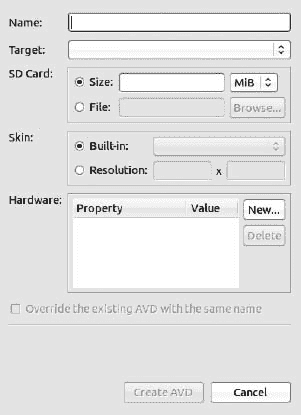 Name:
Target:
SD Card:
Size: MiB
File: Browse...
Skin:
Built-in:
Resolution: x
Hardware:
Property Value New...
Delete
Override the existing AVD with the same name
Create AVD Cancel